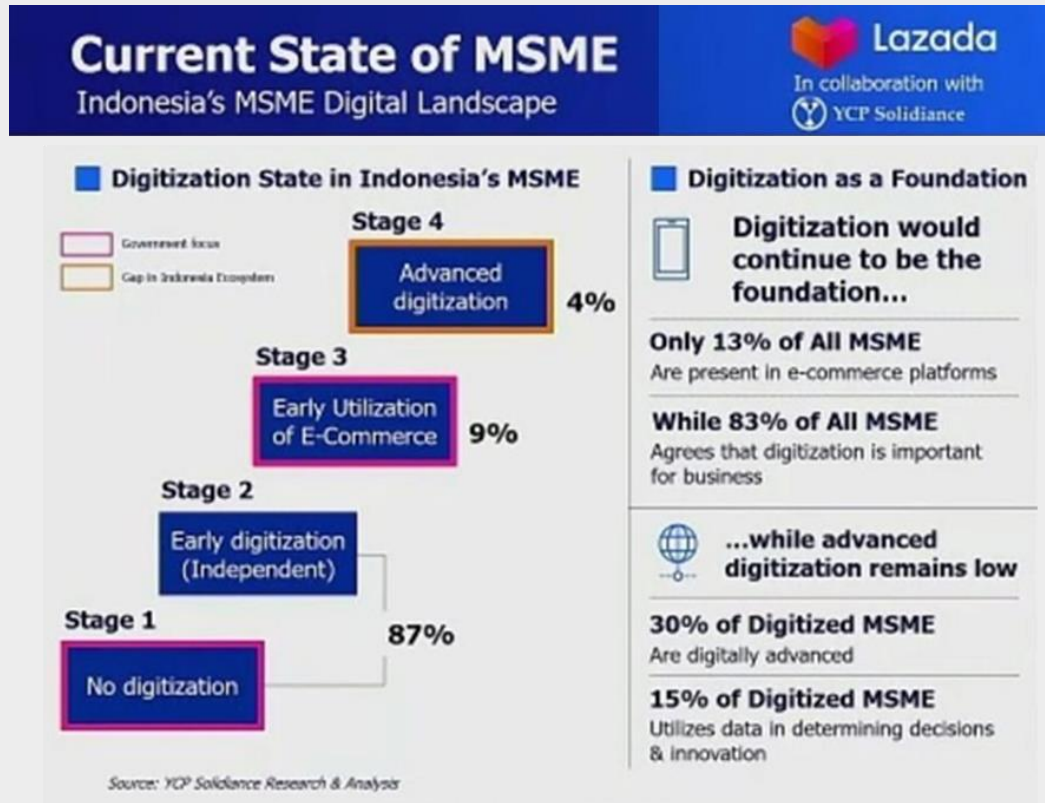 Current State of MSME
Indonesia's MSME Digital Landscape
Lazada
In collaboration with
YCP Solidiance
Digitization State in Indonesia's MSME
Government focus
Gap in Indonesia Ecosystem
Stage 4
Advanced
digitization
4%
Stage 3
Early Utilization
of E-Commerce
9%
Stage 2
Early digitization
(Independent)
87%
Stage 1
No digitization
Source: YCP Solidiance Research & Analysis
Digitization as a Foundation
Digitization would
continue to be the
foundation...
Only 13% of All MSME
Are present in e-commerce platforms
While 83% of All MSME
Agrees that digitization is important
for business
...while advanced
digitization remains low
30% of Digitized MSME
Are digitally advanced
15% of Digitized MSME
Utilizes data in determining decisions
& innovation